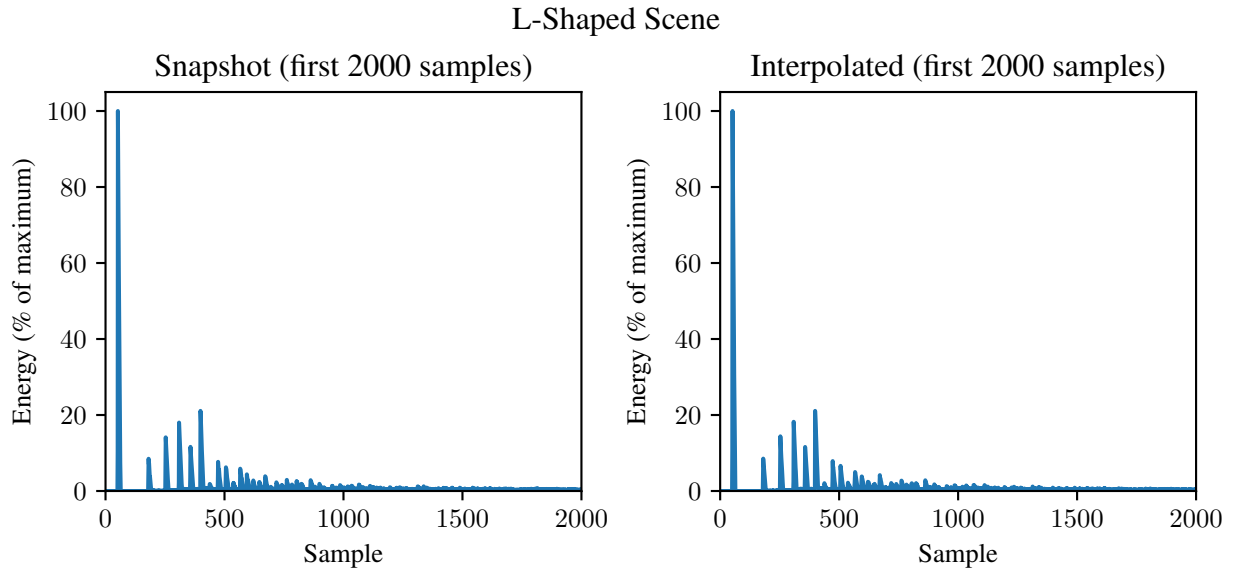 L-Shaped Scene
Snapshot (first 2000 samples)
Energy (% of maximum)
100
80
60
40
20
0
0 500 1000 1500 2000
Sample
Interpolated (first 2000 samples)
Energy (% of maximum)
100
80
60
40
20
0
0 500 1000 1500 2000
Sample